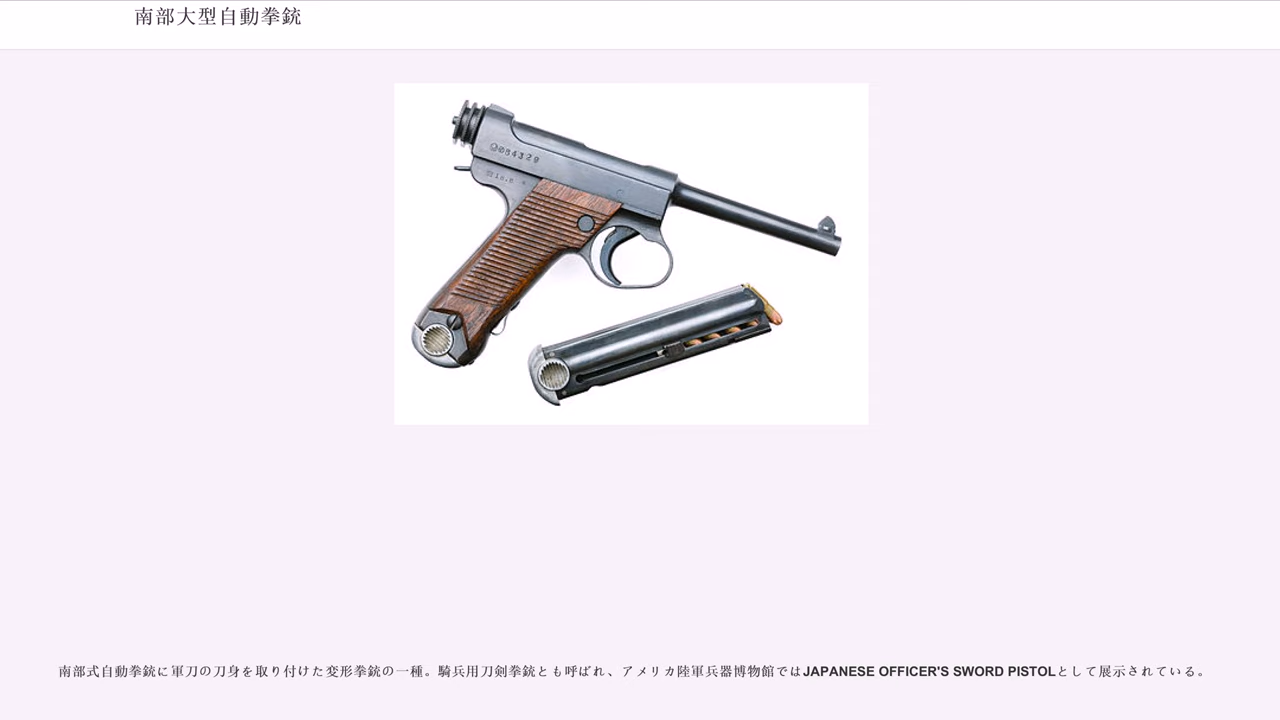 南部大型自動拳銃
南部式自動拳銃に軍刀の刀身を取り付けた変形拳銃の一種。騎兵用刀剣拳銃とも呼ばれ、アメリカ陸軍兵器博物館ではJAPANESE OFFICER'S SWORD PISTOLとして展示されている。